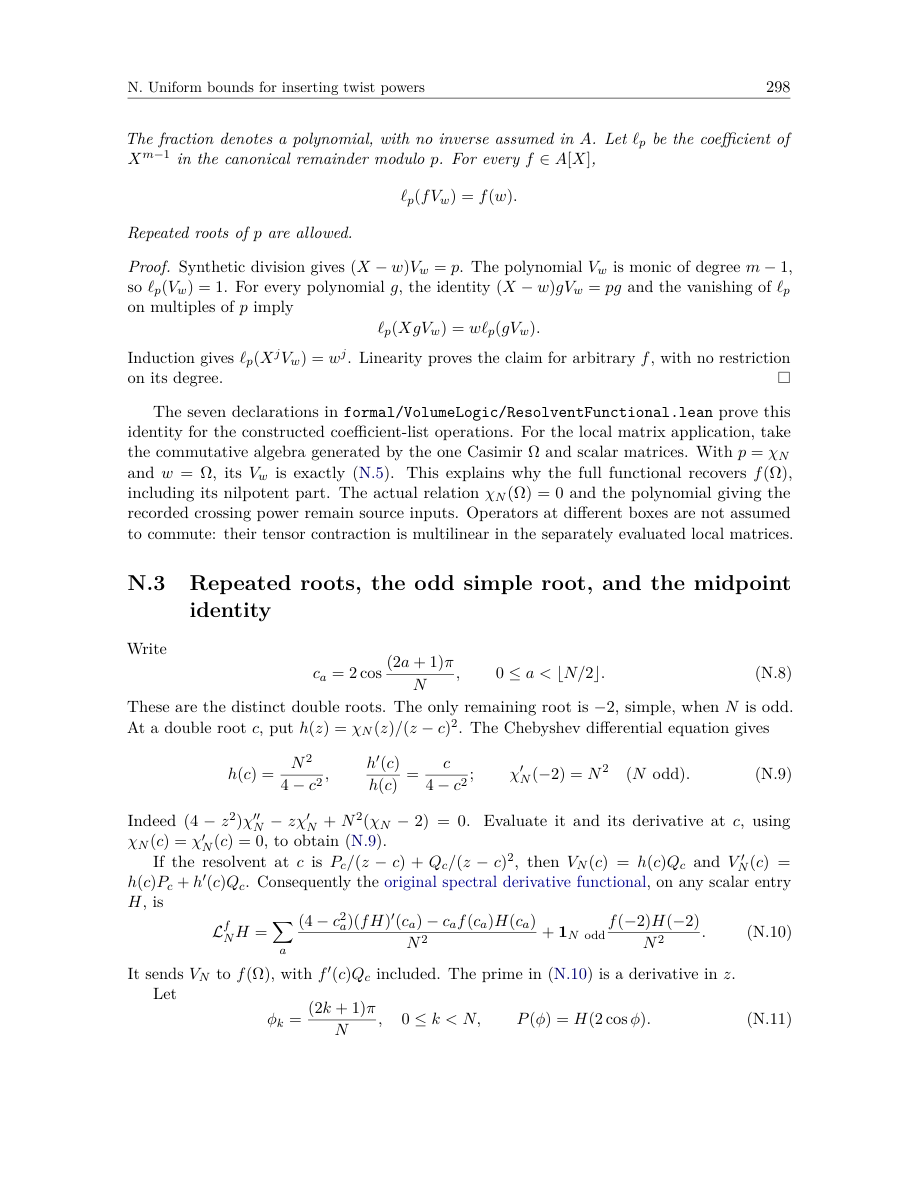 N. Uniform bounds for inserting twist powers 298
The fraction denotes a polynomial, with no inverse assumed in A. Let ℓ_p be the coefficient of
X^{m−1} in the canonical remainder modulo p. For every f ∈ A[X],
ℓ_p(fV_w) = f(w).
Repeated roots of p are allowed.
Proof. Synthetic division gives (X − w)V_w = p. The polynomial V_w is monic of degree m − 1,
so ℓ_p(V_w) = 1. For every polynomial g, the identity (X − w)gV_w = pg and the vanishing of ℓ_p
on multiples of p imply
ℓ_p(XgV_w) = wℓ_p(gV_w).
Induction gives ℓ_p(X^jV_w) = w^j. Linearity proves the claim for arbitrary f, with no restriction
on its degree. □
The seven declarations in formal/VolumeLogic/ResolventFunctional.lean prove this
identity for the constructed coefficient-list operations. For the local matrix application, take
the commutative algebra generated by the one Casimir Ω and scalar matrices. With p = χ_N
and w = Ω, its V_w is exactly (N.5). This explains why the full functional recovers f(Ω),
including its nilpotent part. The actual relation χ_N(Ω) = 0 and the polynomial giving the
recorded crossing power remain source inputs. Operators at different boxes are not assumed
to commute: their tensor contraction is multilinear in the separately evaluated local matrices.
N.3 Repeated roots, the odd simple root, and the midpoint
identity
Write
c_a = 2 cos (2a + 1)π/N, 0 ≤ a < ⌊N/2⌋. (N.8)
These are the distinct double roots. The only remaining root is −2, simple, when N is odd.
At a double root c, put h(z) = χ_N(z)/(z − c)². The Chebyshev differential equation gives
h(c) = N²/(4 − c²), h′(c)/h(c) = c/(4 − c²); χ′_N(−2) = N² (N odd). (N.9)
Indeed (4 − z²)χ″_N − zχ′_N + N²(χ_N − 2) = 0. Evaluate it and its derivative at c, using
χ_N(c) = χ′_N(c) = 0, to obtain (N.9).
If the resolvent at c is P_c/(z − c) + Q_c/(z − c)², then V_N(c) = h(c)Q_c and V′_N(c) =
h(c)P_c + h′(c)Q_c. Consequently the original spectral derivative functional, on any scalar entry
H, is
ℒ^f_N H = ∑_a ((4 − c_a²)(fH)′(c_a) − c_a f(c_a)H(c_a))/N² + 1_{N odd} f(−2)H(−2)/N². (N.10)
It sends V_N to f(Ω), with f′(c)Q_c included. The prime in (N.10) is a derivative in z.
Let
ϕ_k = (2k + 1)π/N, 0 ≤ k < N, P(ϕ) = H(2 cos ϕ). (N.11)